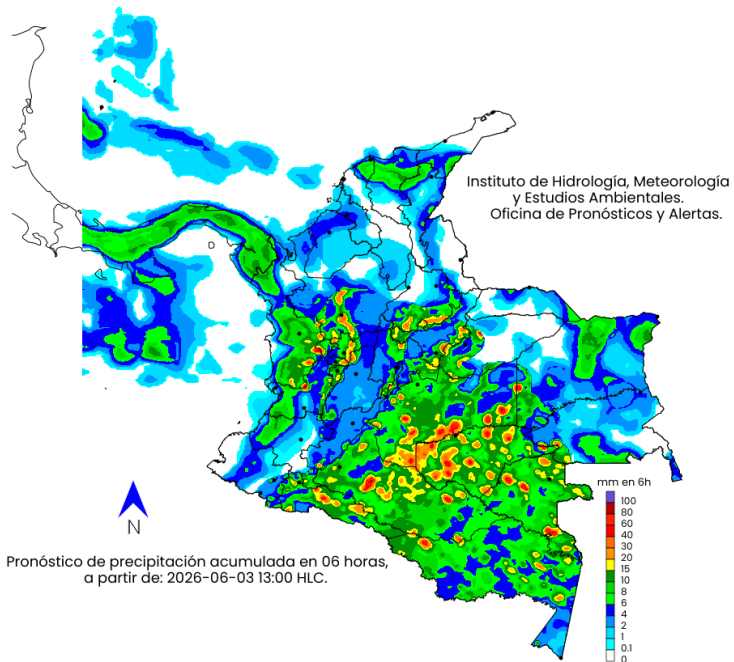 Instituto de Hidrología, Meteorología
y Estudios Ambientales.
Oficina de Pronósticos y Alertas.
mm en 6h
100
80
60
40
30
20
15
10
8
6
4
2
1
0.1
0
N
Pronóstico de precipitación acumulada en 06 horas,
a partir de: 2026-06-03 13:00 HLC.